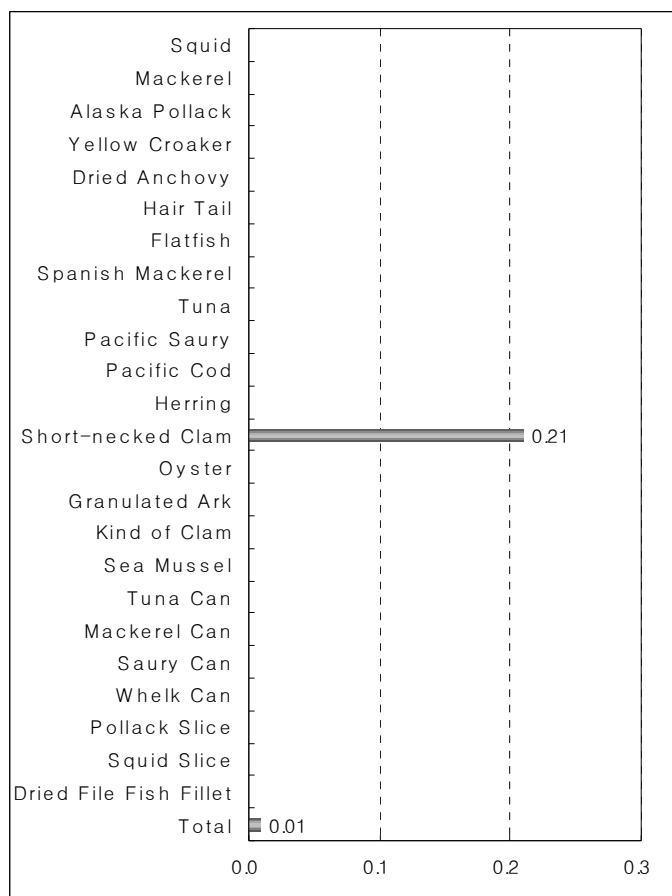 Squid
Mackerel
Alaska Pollack
Yellow Croaker
Dried Anchovy
Hair Tail
Flatfish
Spanish Mackerel
Tuna
Pacific Saury
Pacific Cod
Herring
Short-necked Clam 0.21
Oyster
Granulated Ark
Kind of Clam
Sea Mussel
Tuna Can
Mackerel Can
Saury Can
Whelk Can
Pollack Slice
Squid Slice
Dried File Fish Fillet
Total 0.01
0.0 0.1 0.2 0.3